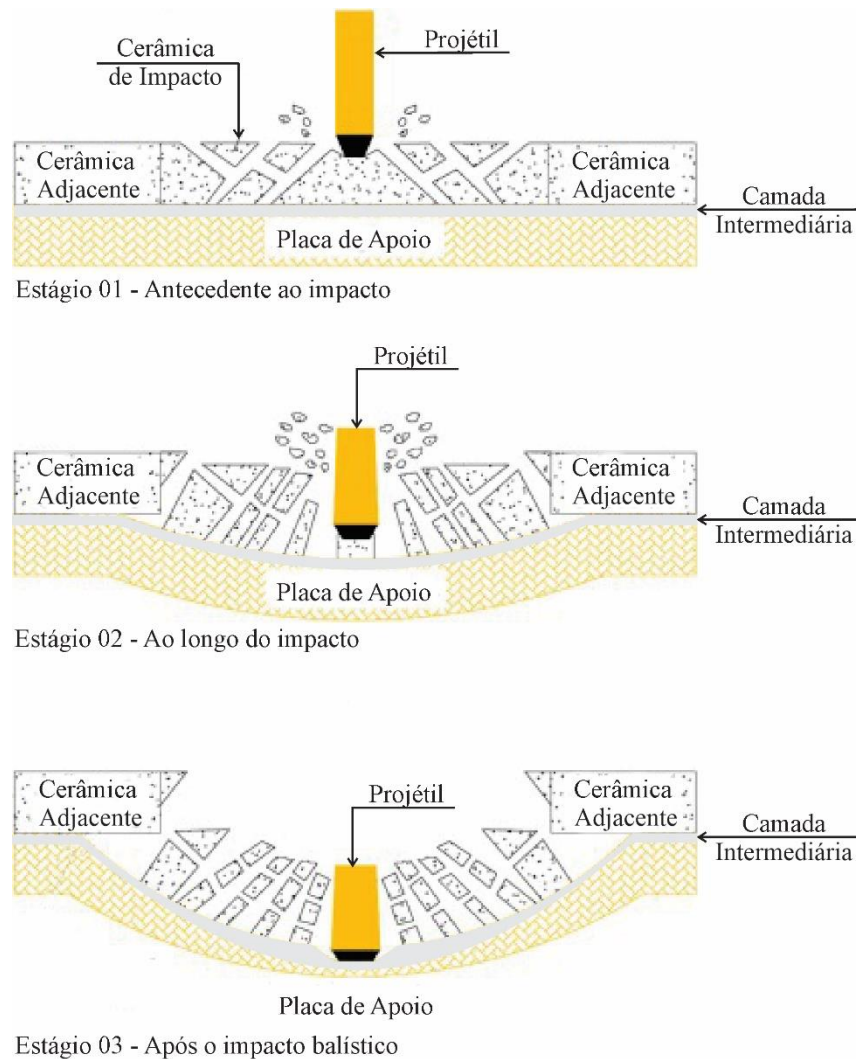 Cerâmica
de Impacto
Projétil
Cerâmica
Adjacente
Cerâmica
Adjacente
Camada
Intermediária
Placa de Apoio
Estágio 01 - Antecedente ao impacto
Projétil
Cerâmica
Adjacente
Cerâmica
Adjacente
Camada
Intermediária
Placa de Apoio
Estágio 02 - Ao longo do impacto
Cerâmica
Adjacente
Projétil
Cerâmica
Adjacente
Camada
Intermediária
Placa de Apoio
Estágio 03 - Após o impacto balístico